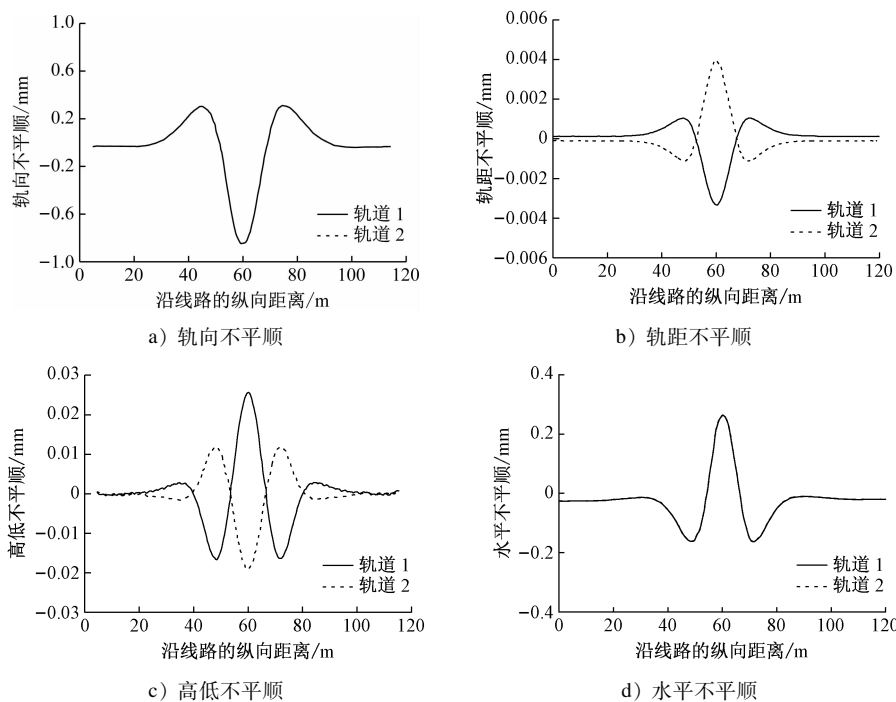 1.0
0.6
0.2
−0.2
−0.6
−1.0
轨向不平顺/mm
轨道 1
轨道 2
0 20 40 60 80 100 120
沿线路的纵向距离/m
a）轨向不平顺
0.006
0.004
0.002
0
−0.002
−0.004
−0.006
轨距不平顺/mm
轨道 1
轨道 2
0 20 40 60 80 100 120
沿线路的纵向距离/m
b）轨距不平顺
0.03
0.02
0.01
0
−0.01
−0.02
−0.03
高低不平顺/mm
轨道 1
轨道 2
0 20 40 60 80 100 120
沿线路的纵向距离/m
c）高低不平顺
0.4
0.2
0
−0.2
−0.4
水平不平顺/mm
轨道 1
轨道 2
0 20 40 60 80 100 120
沿线路的纵向距离/m
d）水平不平顺